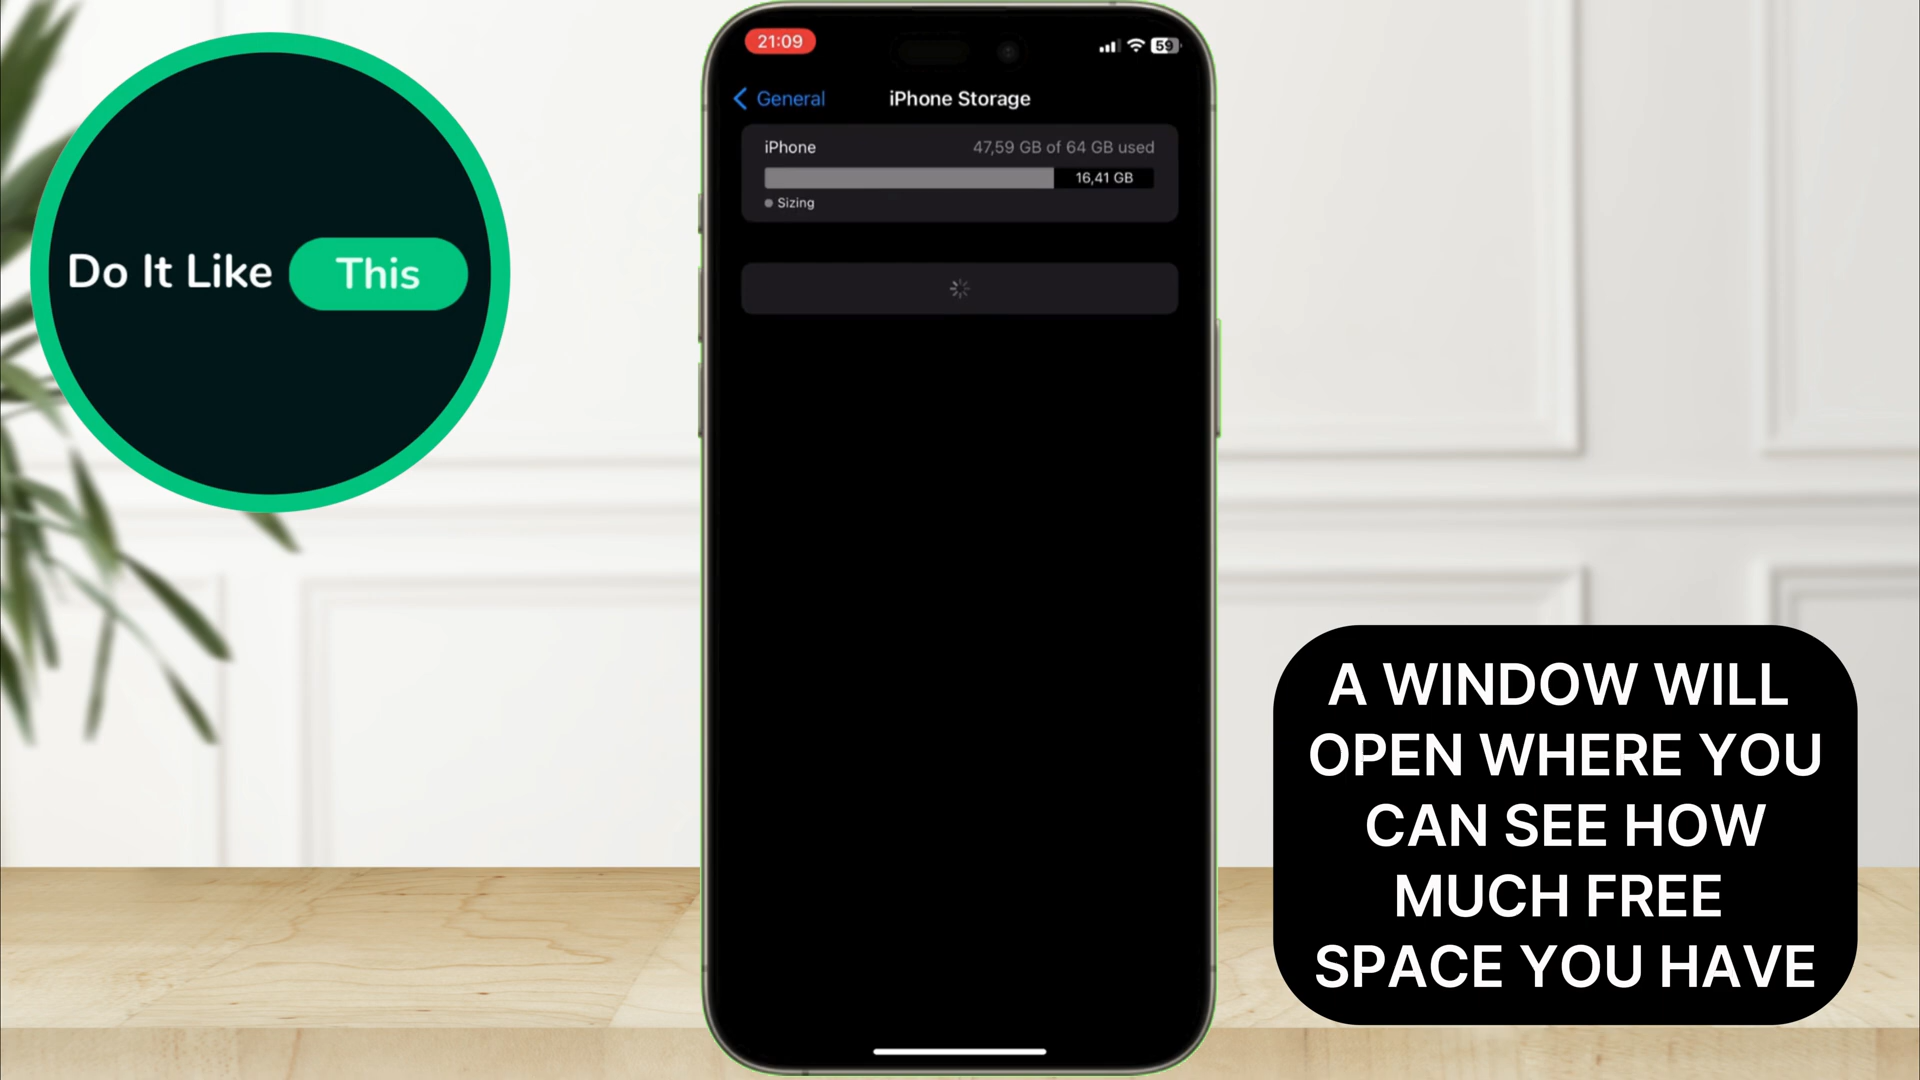 Do It Like This
21:09
59
General
iPhone Storage
iPhone
47,59 GB of 64 GB used
16,41 GB
Sizing
A WINDOW WILL
OPEN WHERE YOU
CAN SEE HOW
MUCH FREE
SPACE YOU HAVE